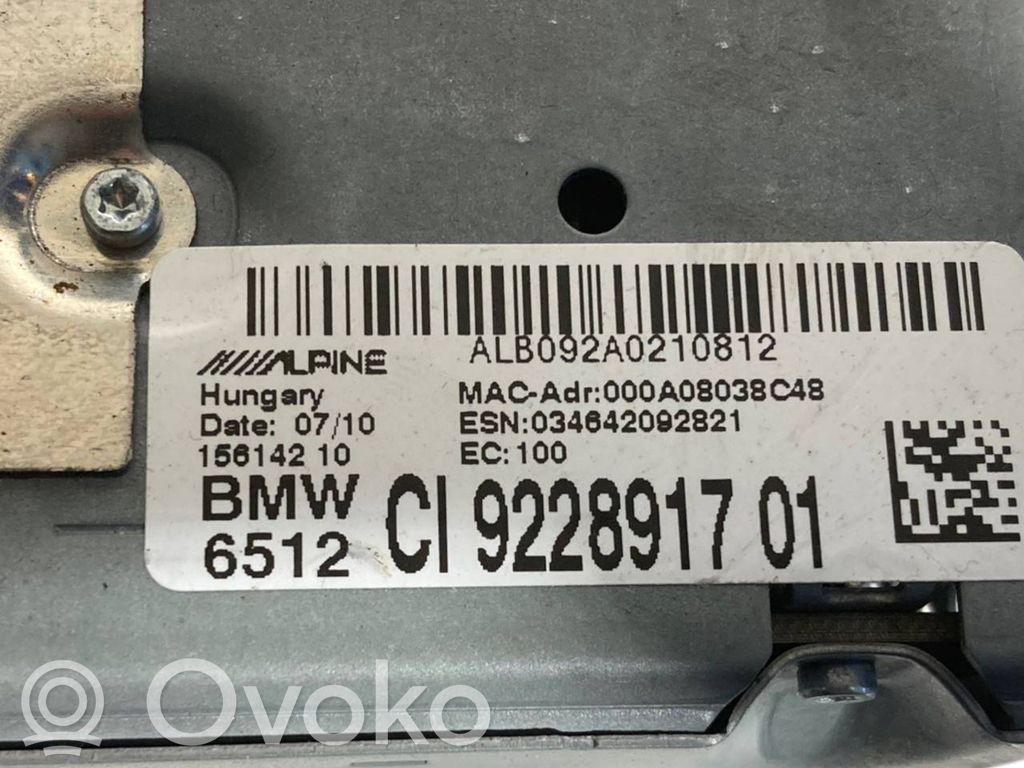 ALB092A0210812
ALPINE
Hungary
MAC-Adr:000A08038C48
Date: 07/10
ESN:034642092821
156142 10
EC:100
BMW
6512
CI 9228917 01
Ovoko